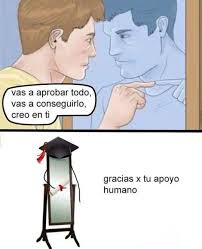 vas a aprobar todo,
vas a conseguirlo,
creo en ti
gracias x tu apoyo
humano